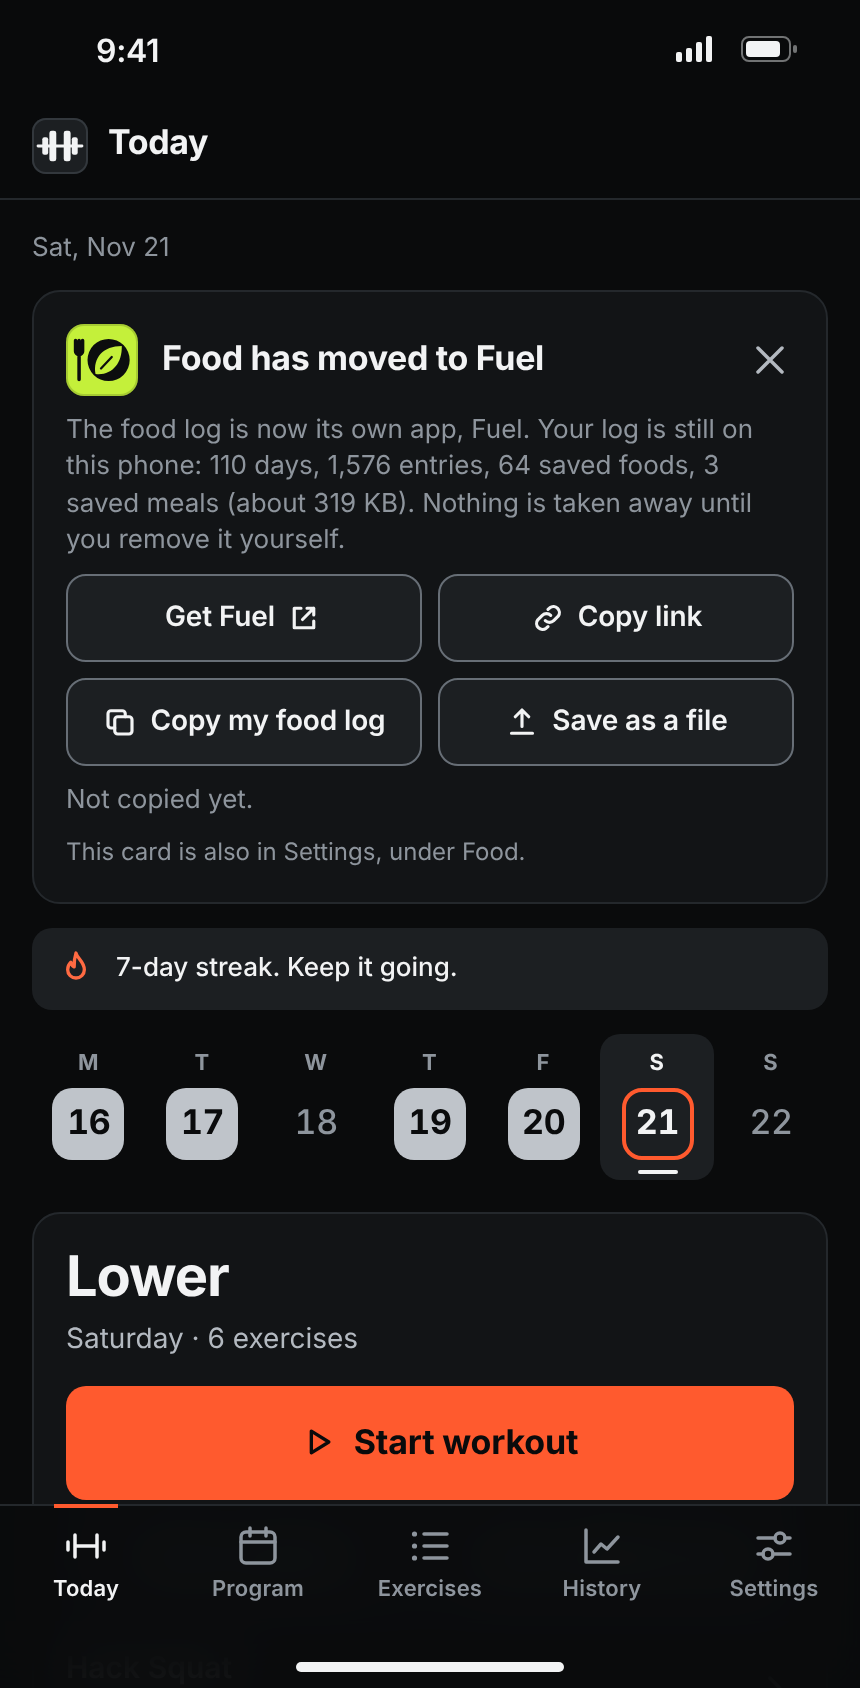 9:41
Today
Sat, Nov 21
Food has moved to Fuel
The food log is now its own app, Fuel. Your log is still on
this phone: 110 days, 1,576 entries, 64 saved foods, 3
saved meals (about 319 KB). Nothing is taken away until
you remove it yourself.
Get Fuel
Copy link
Copy my food log
Save as a file
Not copied yet.
This card is also in Settings, under Food.
7-day streak. Keep it going.
M T W T F S S
16 17 18 19 20 21 22
Lower
Saturday · 6 exercises
Start workout
Today Program Exercises History Settings
Hack Squat